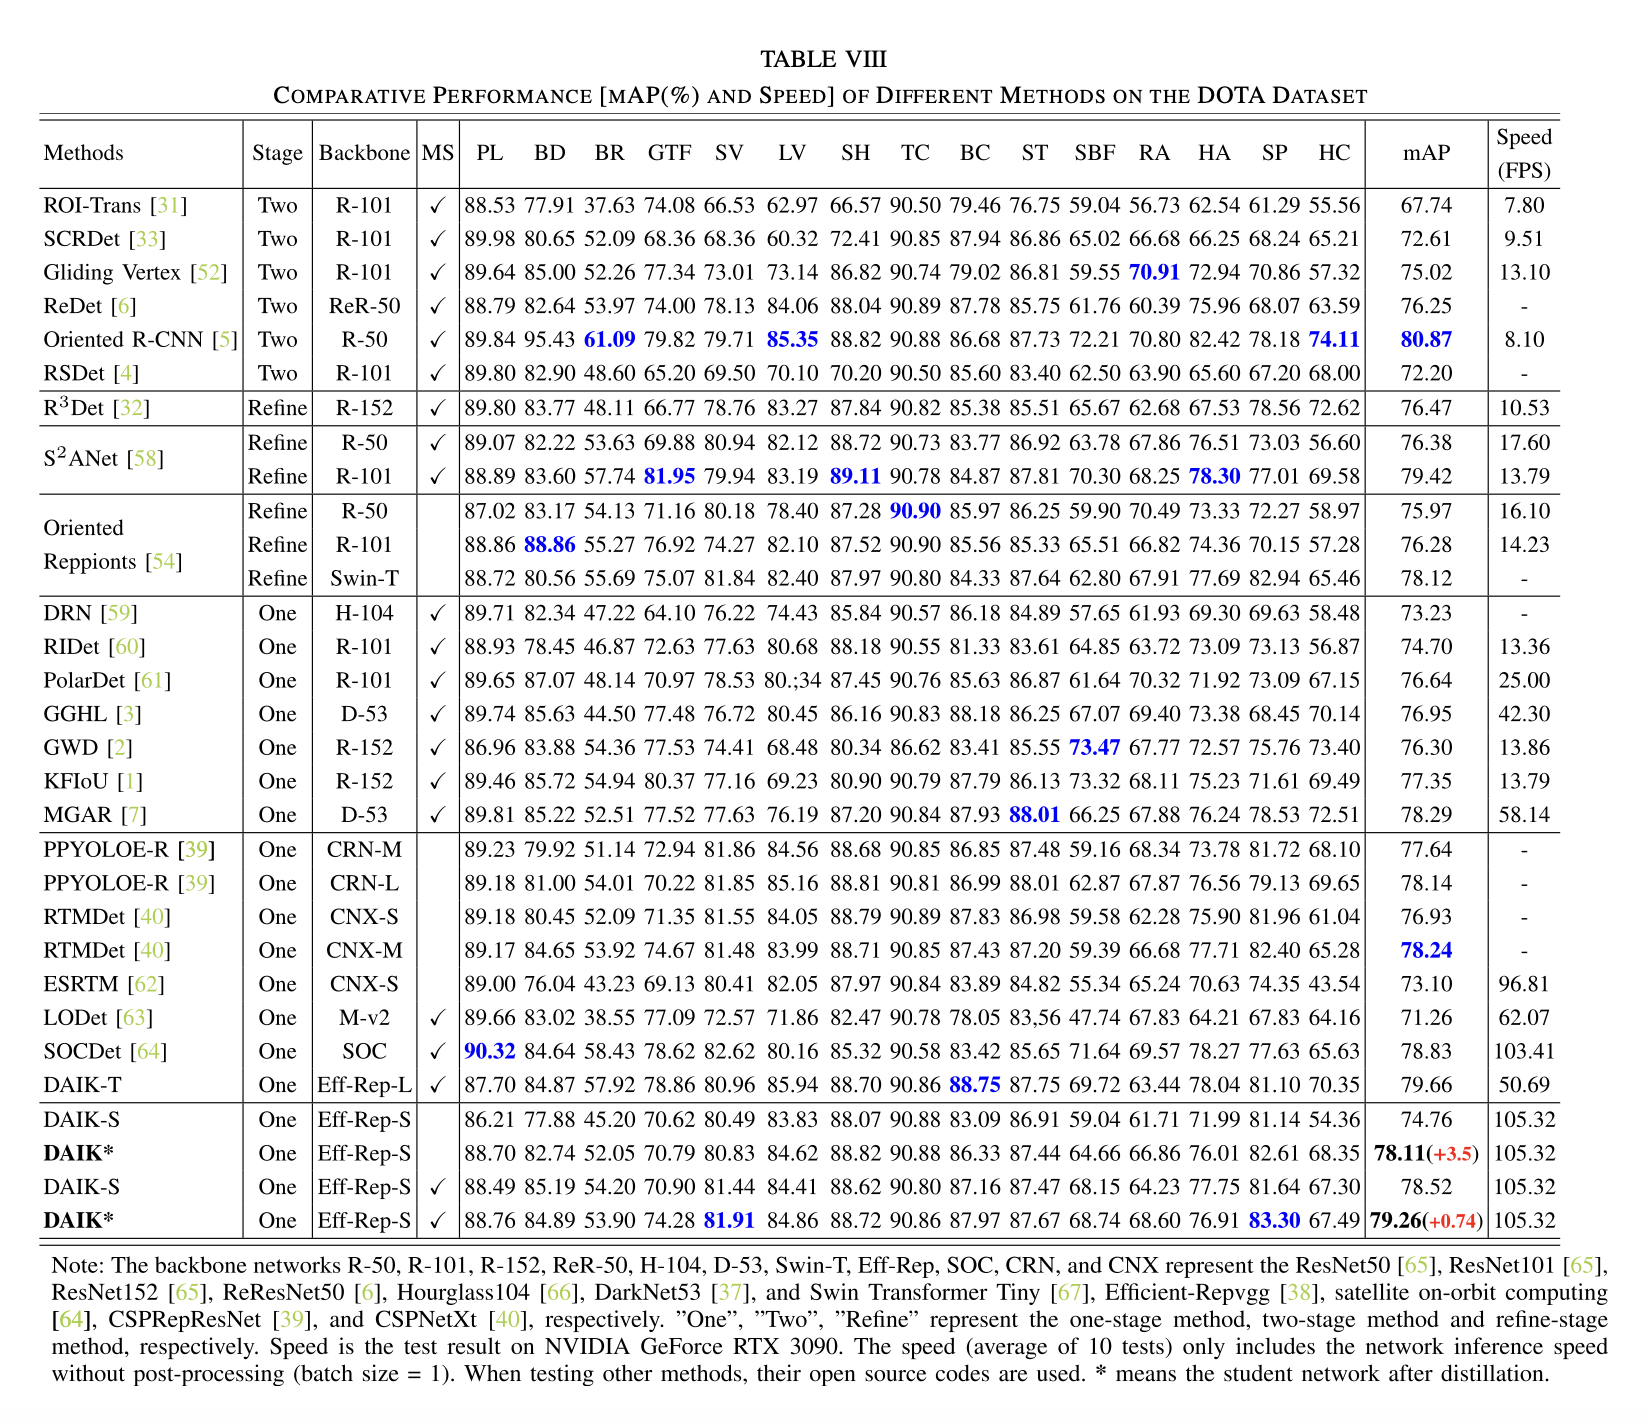 TABLE VIII
COMPARATIVE PERFORMANCE [MAP(%) AND SPEED] OF DIFFERENT METHODS ON THE DOTA DATASET
Methods Stage Backbone MS PL BD BR GTF SV LV SH TC BC ST SBF RA HA SP HC mAP Speed (FPS)
ROI-Trans [31] Two R-101 ✓ 88.53 77.91 37.63 74.08 66.53 62.97 66.57 90.50 79.46 76.75 59.04 56.73 62.54 61.29 55.56 67.74 7.80
SCRDet [33] Two R-101 ✓ 89.98 80.65 52.09 68.36 68.36 60.32 72.41 90.85 87.94 86.86 65.02 66.68 66.25 68.24 65.21 72.61 9.51
Gliding Vertex [52] Two R-101 ✓ 89.64 85.00 52.26 77.34 73.01 73.14 86.82 90.74 79.02 86.81 59.55 70.91 72.94 70.86 57.32 75.02 13.10
ReDet [6] Two ReR-50 ✓ 88.79 82.64 53.97 74.00 78.13 84.06 88.04 90.89 87.78 85.75 61.76 60.39 75.96 68.07 63.59 76.25 -
Oriented R-CNN [5] Two R-50 ✓ 89.84 95.43 61.09 79.82 79.71 85.35 88.82 90.88 86.68 87.73 72.21 70.80 82.42 78.18 74.11 80.87 8.10
RSDet [4] Two R-101 ✓ 89.80 82.90 48.60 65.20 69.50 70.10 70.20 90.50 85.60 83.40 62.50 63.90 65.60 67.20 68.00 72.20 -
R³Det [32] Refine R-152 ✓ 89.80 83.77 48.11 66.77 78.76 83.27 87.84 90.82 85.38 85.51 65.67 62.68 67.53 78.56 72.62 76.47 10.53
S²ANet [58] Refine R-50 ✓ 89.07 82.22 53.63 69.88 80.94 82.12 88.72 90.73 83.77 86.92 63.78 67.86 76.51 73.03 56.60 76.38 17.60
Refine R-101 ✓ 88.89 83.60 57.74 81.95 79.94 83.19 89.11 90.78 84.87 87.81 70.30 68.25 78.30 77.01 69.58 79.42 13.79
Oriented Reppionts [54] Refine R-50 87.02 83.17 54.13 71.16 80.18 78.40 87.28 90.90 85.97 86.25 59.90 70.49 73.33 72.27 58.97 75.97 16.10
Refine R-101 88.86 88.86 55.27 76.92 74.27 82.10 87.52 90.90 85.56 85.33 65.51 66.82 74.36 70.15 57.28 76.28 14.23
Refine Swin-T 88.72 80.56 55.69 75.07 81.84 82.40 87.97 90.80 84.33 87.64 62.80 67.91 77.69 82.94 65.46 78.12 -
DRN [59] One H-104 ✓ 89.71 82.34 47.22 64.10 76.22 74.43 85.84 90.57 86.18 84.89 57.65 61.93 69.30 69.63 58.48 73.23 -
RIDet [60] One R-101 ✓ 88.93 78.45 46.87 72.63 77.63 80.68 88.18 90.55 81.33 83.61 64.85 63.72 73.09 73.13 56.87 74.70 13.36
PolarDet [61] One R-101 ✓ 89.65 87.07 48.14 70.97 78.53 80.;34 87.45 90.76 85.63 86.87 61.64 70.32 71.92 73.09 67.15 76.64 25.00
GGHL [3] One D-53 ✓ 89.74 85.63 44.50 77.48 76.72 80.45 86.16 90.83 88.18 86.25 67.07 69.40 73.38 68.45 70.14 76.95 42.30
GWD [2] One R-152 ✓ 86.96 83.88 54.36 77.53 74.41 68.48 80.34 86.62 83.41 85.55 73.47 67.77 72.57 75.76 73.40 76.30 13.86
KFIoU [1] One R-152 ✓ 89.46 85.72 54.94 80.37 77.16 69.23 80.90 90.79 87.79 86.13 73.32 68.11 75.23 71.61 69.49 77.35 13.79
MGAR [7] One D-53 ✓ 89.81 85.22 52.51 77.52 77.63 76.19 87.20 90.84 87.93 88.01 66.25 67.88 76.24 78.53 72.51 78.29 58.14
PPYOLOE-R [39] One CRN-M 89.23 79.92 51.14 72.94 81.86 84.56 88.68 90.85 86.85 87.48 59.16 68.34 73.78 81.72 68.10 77.64 -
PPYOLOE-R [39] One CRN-L 89.18 81.00 54.01 70.22 81.85 85.16 88.81 90.81 86.99 88.01 62.87 67.87 76.56 79.13 69.65 78.14 -
RTMDet [40] One CNX-S 89.18 80.45 52.09 71.35 81.55 84.05 88.79 90.89 87.83 86.98 59.58 62.28 75.90 81.96 61.04 76.93 -
RTMDet [40] One CNX-M 89.17 84.65 53.92 74.67 81.48 83.99 88.71 90.85 87.43 87.20 59.39 66.68 77.71 82.40 65.28 78.24 -
ESRTM [62] One CNX-S 89.00 76.04 43.23 69.13 80.41 82.05 87.97 90.84 83.89 84.82 55.34 65.24 70.63 74.35 43.54 73.10 96.81
LODet [63] One M-v2 ✓ 89.66 83.02 38.55 77.09 72.57 71.86 82.47 90.78 78.05 83,56 47.74 67.83 64.21 67.83 64.16 71.26 62.07
SOCDet [64] One SOC ✓ 90.32 84.64 58.43 78.62 82.62 80.16 85.32 90.58 83.42 85.65 71.64 69.57 78.27 77.63 65.63 78.83 103.41
DAIK-T One Eff-Rep-L ✓ 87.70 84.87 57.92 78.86 80.96 85.94 88.70 90.86 88.75 87.75 69.72 63.44 78.04 81.10 70.35 79.66 50.69
DAIK-S One Eff-Rep-S 86.21 77.88 45.20 70.62 80.49 83.83 88.07 90.88 83.09 86.91 59.04 61.71 71.99 81.14 54.36 74.76 105.32
DAIK* One Eff-Rep-S 88.70 82.74 52.05 70.79 80.83 84.62 88.82 90.88 86.33 87.44 64.66 66.86 76.01 82.61 68.35 78.11(+3.5) 105.32
DAIK-S One Eff-Rep-S ✓ 88.49 85.19 54.20 70.90 81.44 84.41 88.62 90.80 87.16 87.47 68.15 64.23 77.75 81.64 67.30 78.52 105.32
DAIK* One Eff-Rep-S ✓ 88.76 84.89 53.90 74.28 81.91 84.86 88.72 90.86 87.97 87.67 68.74 68.60 76.91 83.30 67.49 79.26(+0.74) 105.32
Note: The backbone networks R-50, R-101, R-152, ReR-50, H-104, D-53, Swin-T, Eff-Rep, SOC, CRN, and CNX represent the ResNet50 [65], ResNet101 [65],
ResNet152 [65], ReResNet50 [6], Hourglass104 [66], DarkNet53 [37], and Swin Transformer Tiny [67], Efficient-Repvgg [38], satellite on-orbit computing
[64], CSPRepResNet [39], and CSPNetXt [40], respectively. ”One”, ”Two”, ”Refine” represent the one-stage method, two-stage method and refine-stage
method, respectively. Speed is the test result on NVIDIA GeForce RTX 3090. The speed (average of 10 tests) only includes the network inference speed
without post-processing (batch size = 1). When testing other methods, their open source codes are used. * means the student network after distillation.